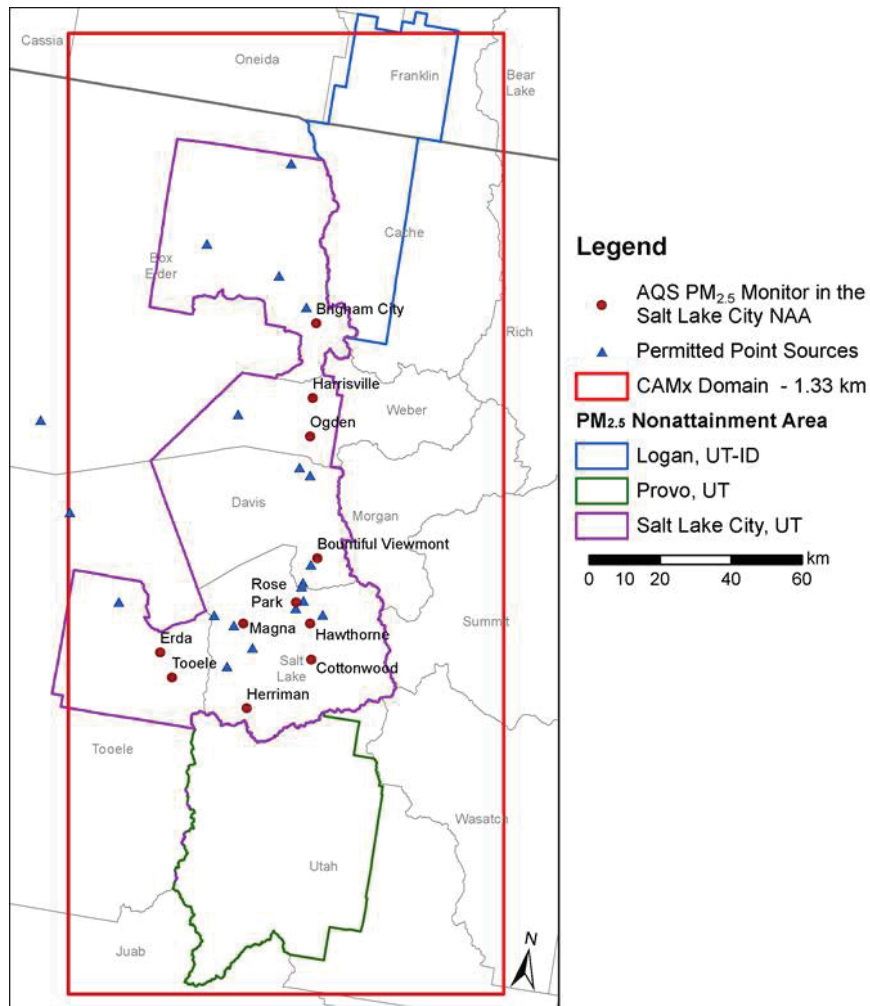 Cassia
Oneida
Franklin
Bear
Lake
Cache
Box
Elder
Brigham City
Rich
Harrisville
Weber
Ogden
Davis
Morgan
Bountiful Viewmont
Rose
Park
Magna
Hawthorne
Summit
Erda
Tooele
Salt
Lake
Cottonwood
Herriman
Tooele
Wasatch
Utah
Juab
N
Legend
AQS PM2.5 Monitor in the
Salt Lake City NAA
Permitted Point Sources
CAMx Domain - 1.33 km
PM2.5 Nonattainment Area
Logan, UT-ID
Provo, UT
Salt Lake City, UT
km
0 10 20 40 60